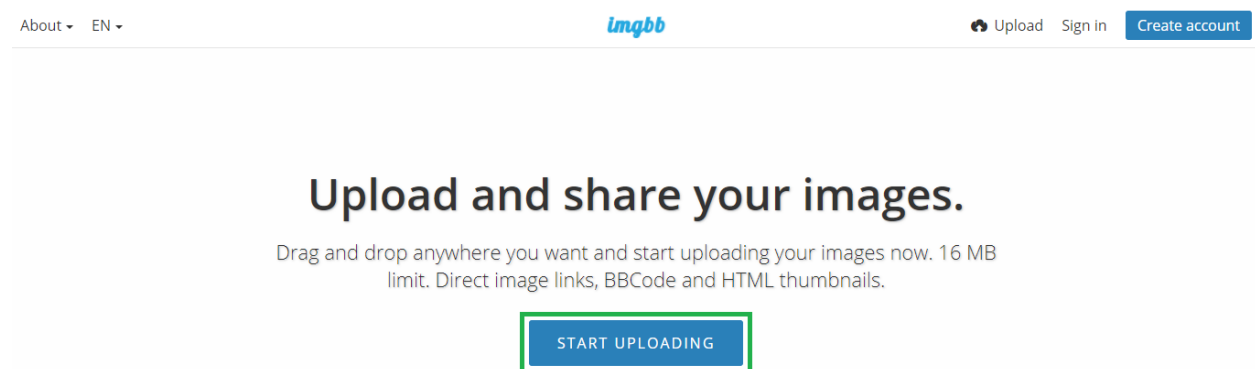 About EN imgbb Upload Sign in Create account
Upload and share your images.
Drag and drop anywhere you want and start uploading your images now. 16 MB
limit. Direct image links, BBCode and HTML thumbnails.
START UPLOADING